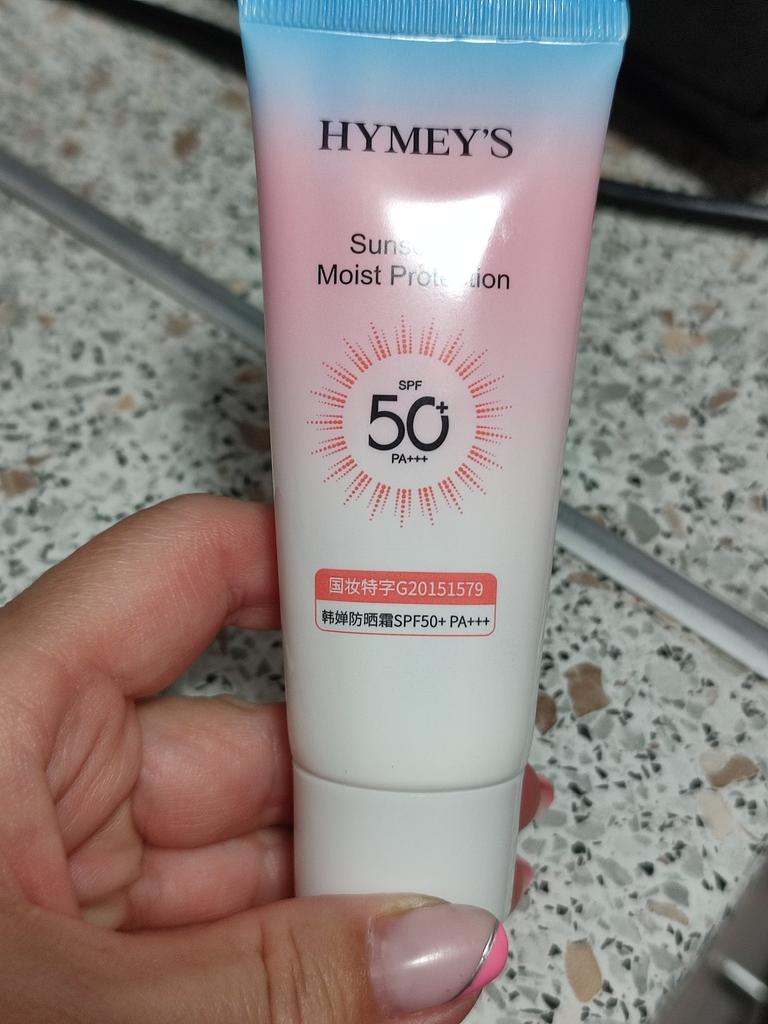 HYMEY'S
Moist Protection
SPF
50+
PA+++
国妆特字G20151579
韩婵防晒霜SPF50+ PA+++